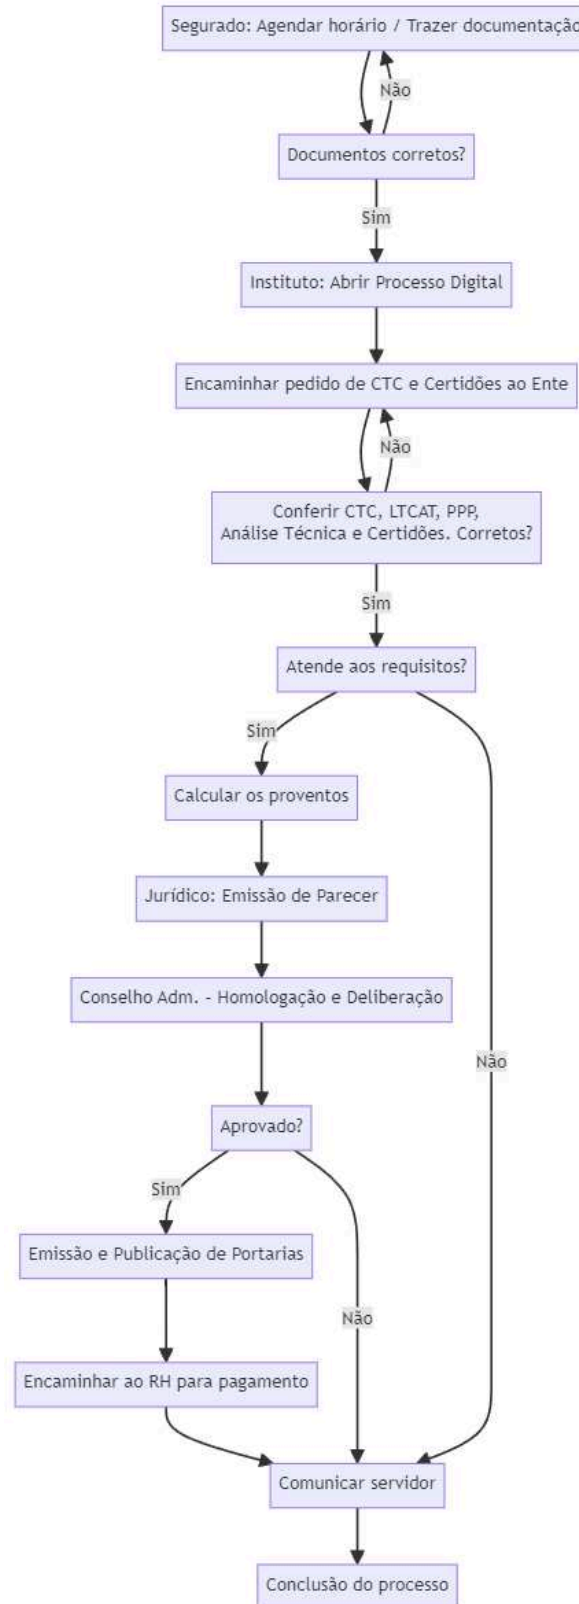 Segurado: Agendar horário / Trazer documentação
Não
Documentos corretos?
Sim
Instituto: Abrir Processo Digital
Encaminhar pedido de CTC e Certidões ao Ente
Não
Conferir CTC, LTCAT, PPP,
Análise Técnica e Certidões. Corretos?
Sim
Atende aos requisitos?
Sim
Calcular os proventos
Jurídico: Emissão de Parecer
Conselho Adm. - Homologação e Deliberação
Não
Aprovado?
Sim
Emissão e Publicação de Portarias
Não
Encaminhar ao RH para pagamento
Comunicar servidor
Conclusão do processo